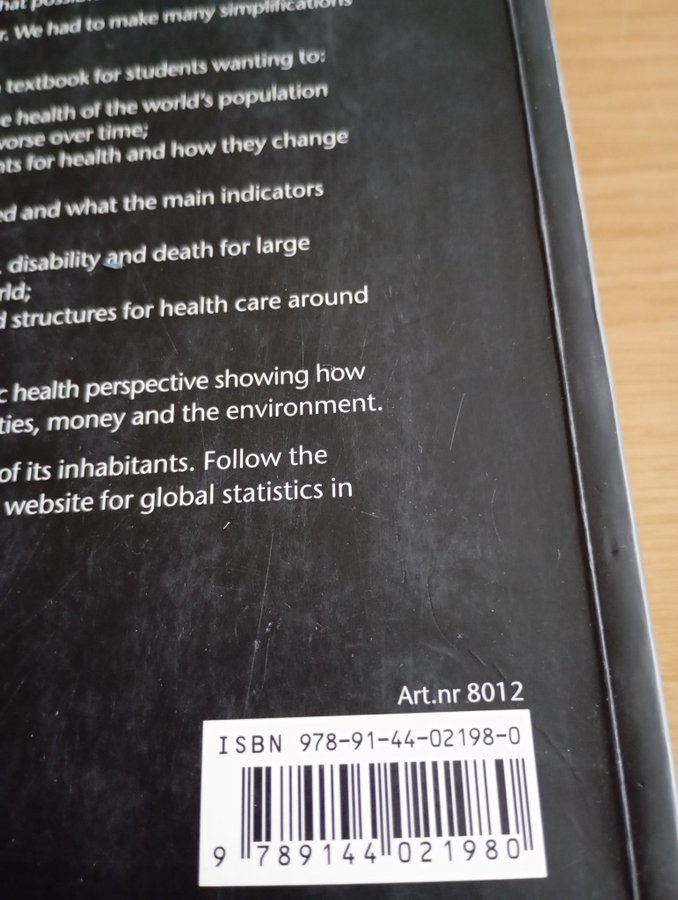 hat
r. We had to make many simplifications
textbook for students wanting to:
e health of the world's population
worse over time;
nts for health and how they change
ed and what the main indicators
, disability and death for large
rld;
d structures for health care around
c health perspective showing how
ties, money and the environment.
of its inhabitants. Follow the
website for global statistics in
Art.nr 8012
ISBN 978-91-44-02198-0
9 789144 021980